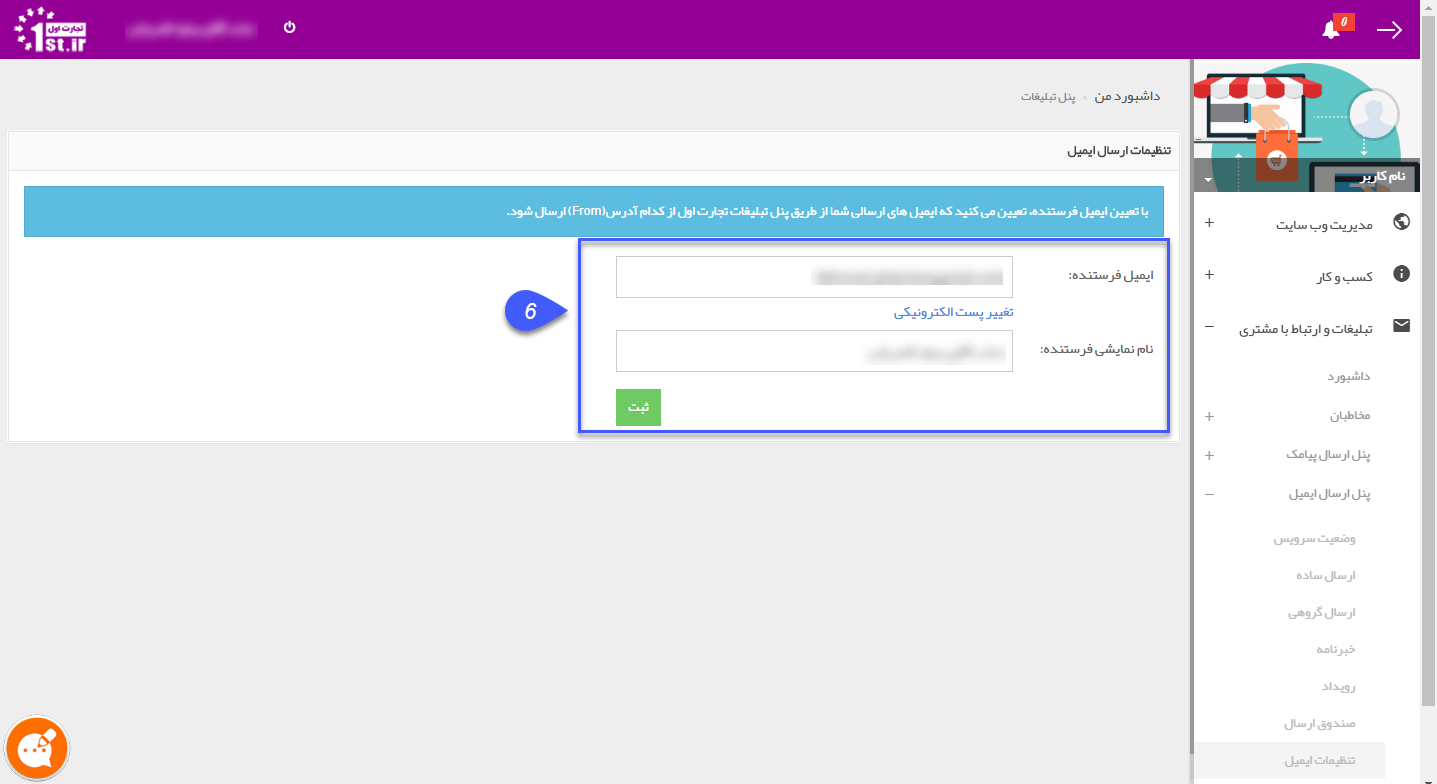 تجارت اول
1st.ir
0
داشبورد من > پنل تبلیغات
تنظیمات ارسال ایمیل
با تعیین ایمیل فرستنده، تعیین می کنید که ایمیل های ارسالی شما از طریق پنل تبلیغات تجارت اول از کدام آدرس(From) ارسال شود.
ایمیل فرستنده:
تغییر پست الکترونیکی
نام نمایشی فرستنده:
ثبت
6
نام کاربر
مدیریت وب سایت +
کسب و کار +
تبلیغات و ارتباط با مشتری −
داشبورد
مخاطبان +
پنل ارسال پیامک +
پنل ارسال ایمیل −
وضعیت سرویس
ارسال ساده
ارسال گروهی
خبرنامه
رویداد
صندوق ارسال
تنظیمات ایمیل